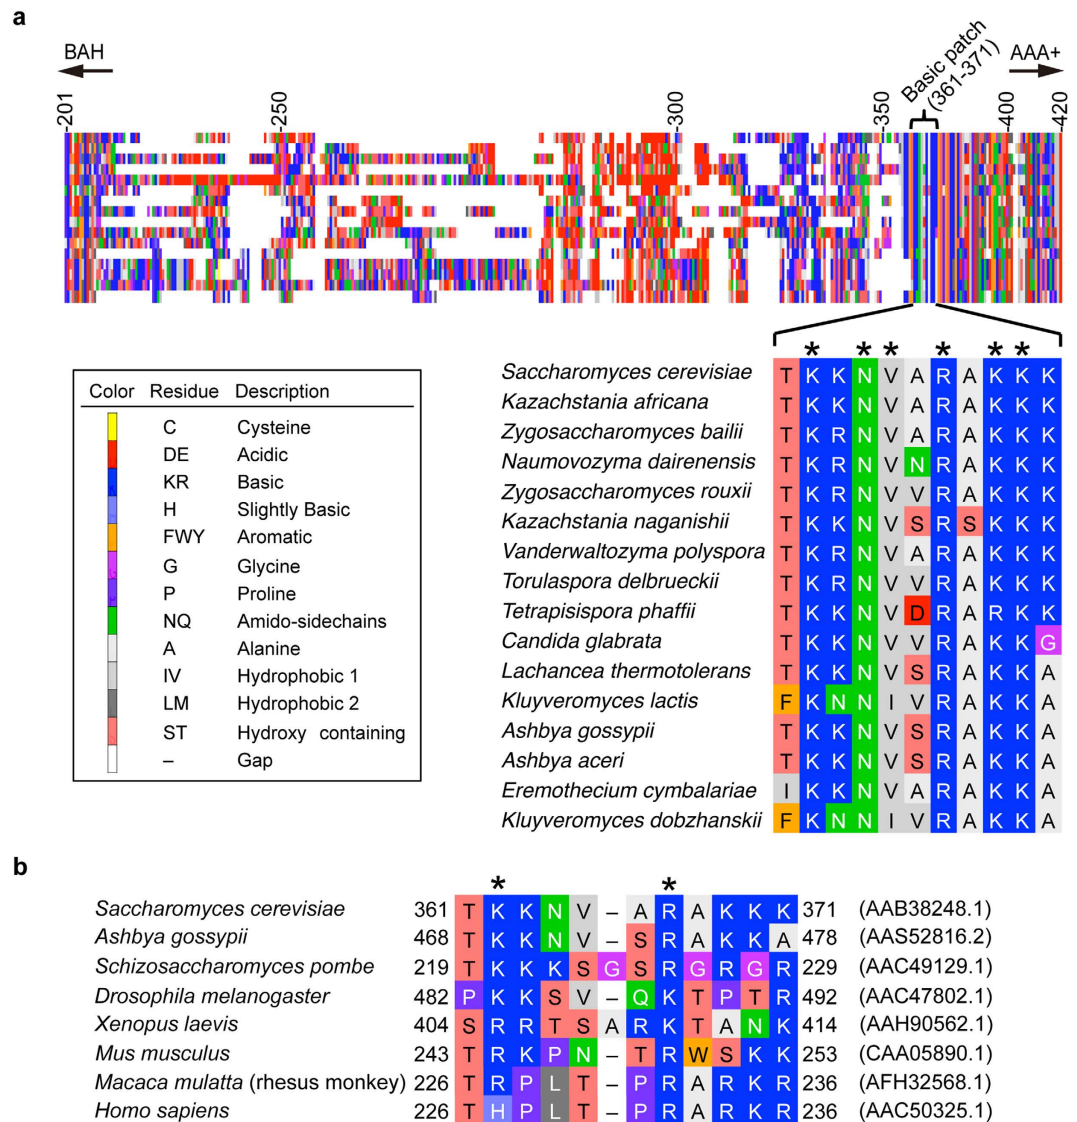 a
BAH
Basic patch
(361-371)
AAA+
201
250
300
350
400
420
* * * * * *
Color Residue Description
C Cysteine
DE Acidic
KR Basic
H Slightly Basic
FWY Aromatic
G Glycine
P Proline
NQ Amido-sidechains
A Alanine
IV Hydrophobic 1
LM Hydrophobic 2
ST Hydroxy containing
– Gap
Saccharomyces cerevisiae T K K N V A R A K K K
Kazachstania africana T K K N V A R A K K K
Zygosaccharomyces bailii T K R N V A R A K K K
Naumovozyma dairenensis T K R N V N R A K K K
Zygosaccharomyces rouxii T K R N V V R A K K K
Kazachstania naganishii T K K N V S R S K K K
Vanderwaltozyma polyspora T K R N V A R A K K K
Torulaspora delbrueckii T K R N V V R A K K K
Tetrapisispora phaffii T K K N V D R A R K K
Candida glabrata T K K N V V R A K K G
Lachancea thermotolerans T K K N V S R A K K A
Kluyveromyces lactis F K N N I V R A K K A
Ashbya gossypii T K K N V S R A K K A
Ashbya aceri T K K N V S R A K K A
Eremothecium cymbalariae I K K N V A R A K K A
Kluyveromyces dobzhanskii F K N N I V R A K K A
b
* *
Saccharomyces cerevisiae 361 T K K N V – A R A K K K 371 (AAB38248.1)
Ashbya gossypii 468 T K K N V – S R A K K A 478 (AAS52816.2)
Schizosaccharomyces pombe 219 T K K K S G S R G R G R 229 (AAC49129.1)
Drosophila melanogaster 482 P K K S V – Q K T P T R 492 (AAC47802.1)
Xenopus laevis 404 S R R T S A R K T A N K 414 (AAH90562.1)
Mus musculus 243 T R K P N – T R W S K K 253 (CAA05890.1)
Macaca mulatta (rhesus monkey) 226 T R P L T – P R A R K R 236 (AFH32568.1)
Homo sapiens 226 T H P L T – P R A R K R 236 (AAC50325.1)